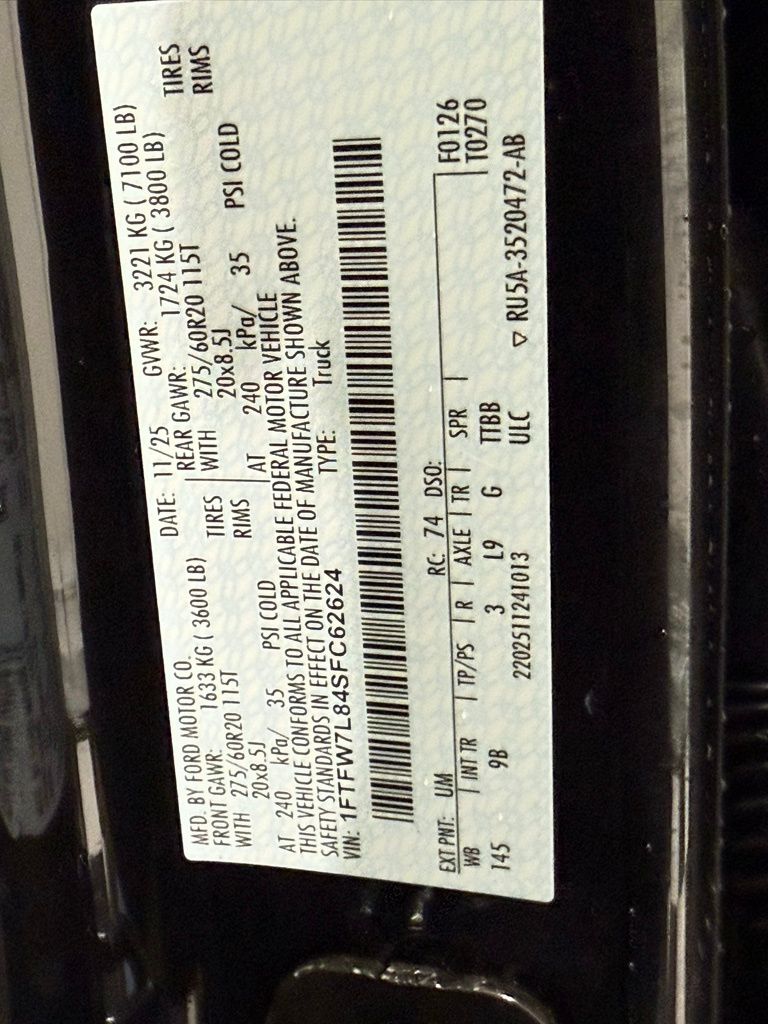 MFD. BY FORD MOTOR CO. DATE: 11/25 GVWR: 3221 KG ( 7100 LB)
FRONT GAWR: 1633 KG ( 3600 LB) REAR GAWR: 1724 KG ( 3800 LB)
WITH 275/60R20 115T TIRES WITH 275/60R20 115T TIRES
20x8.5J RIMS 20x8.5J RIMS
AT 240 kPa/ 35 PSI COLD AT 240 kPa/ 35 PSI COLD
THIS VEHICLE CONFORMS TO ALL APPLICABLE FEDERAL MOTOR VEHICLE
SAFETY STANDARDS IN EFFECT ON THE DATE OF MANUFACTURE SHOWN ABOVE.
VIN: 1FTFW7L84SFC62624 TYPE: Truck
EXT PNT: UM RC: 74 DSO: F0126
WB INT TR TP/PS R AXLE TR SPR T0270
145 9B 3 L9 G TTBB
2202511241013 ULC ▽ RU5A-3520472-AB